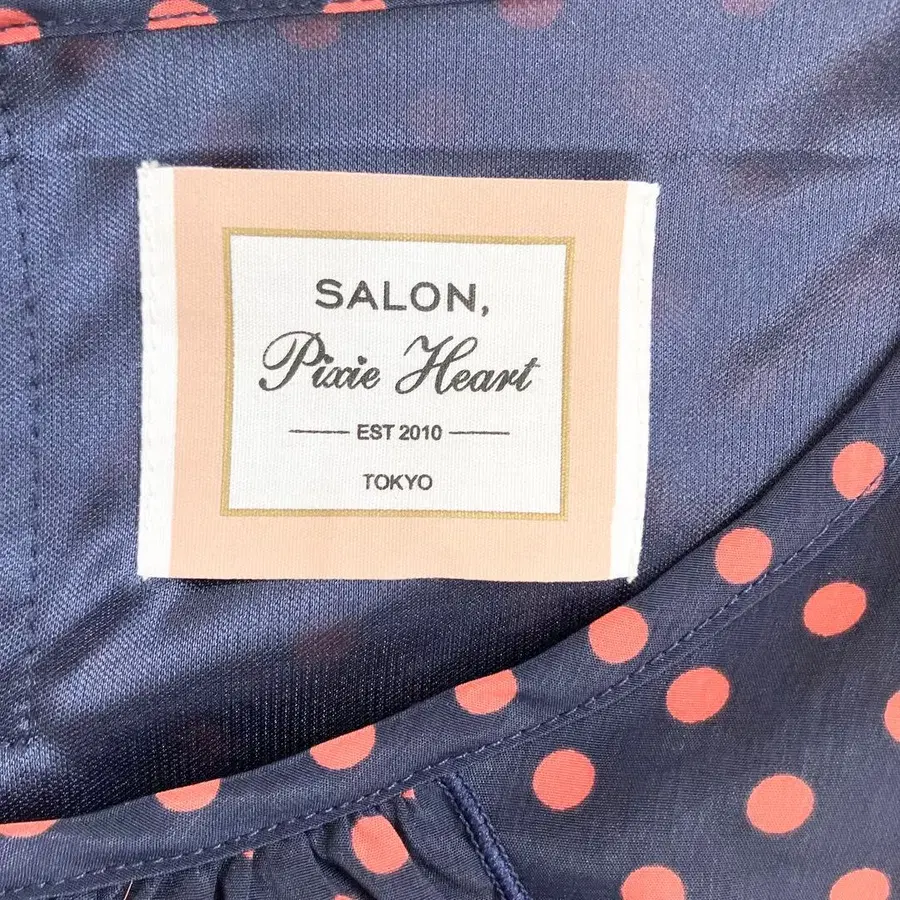 SALON,
Pixie Heart
EST 2010
TOKYO